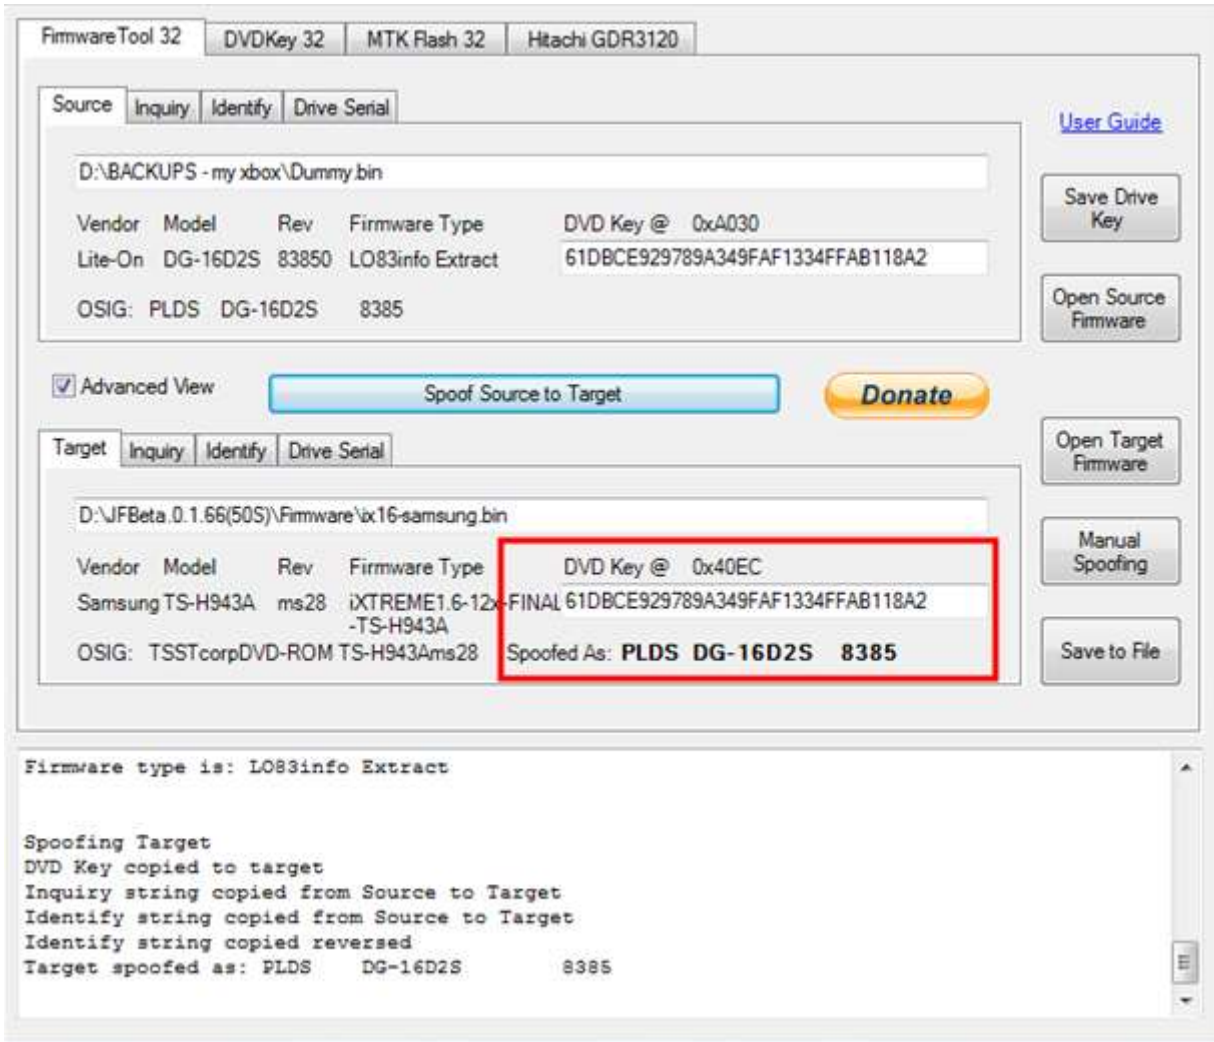 FirmwareTool 32 DVDKey 32 MTK Flash 32 Hitachi GDR3120
Source Inquiry Identify Drive Serial
User Guide
D:\BACKUPS - my xbox\Dummy.bin
Save Drive
Key
Vendor Model Rev Firmware Type DVD Key @ 0xA030
Lite-On DG-16D2S 83850 LO83info Extract 61DBCE929789A349FAF1334FFAB118A2
OSIG: PLDS DG-16D2S 8385
Open Source
Firmware
Advanced View Spoof Source to Target Donate
Target Inquiry Identify Drive Serial
Open Target
Firmware
D:\JFBeta.0.1.66(50S)\Firmware\ix16-samsung.bin
Manual
Spoofing
Vendor Model Rev Firmware Type DVD Key @ 0x40EC
Samsung TS-H943A ms28 iXTREME1.6-12x-FINAL 61DBCE929789A349FAF1334FFAB118A2
-TS-H943A
OSIG: TSSTcorpDVD-ROM TS-H943Ams28 Spoofed As: PLDS DG-16D2S 8385
Save to File
Firmware type is: LO83info Extract
Spoofing Target
DVD Key copied to target
Inquiry string copied from Source to Target
Identify string copied from Source to Target
Identify string copied reversed
Target spoofed as: PLDS DG-16D2S 8385